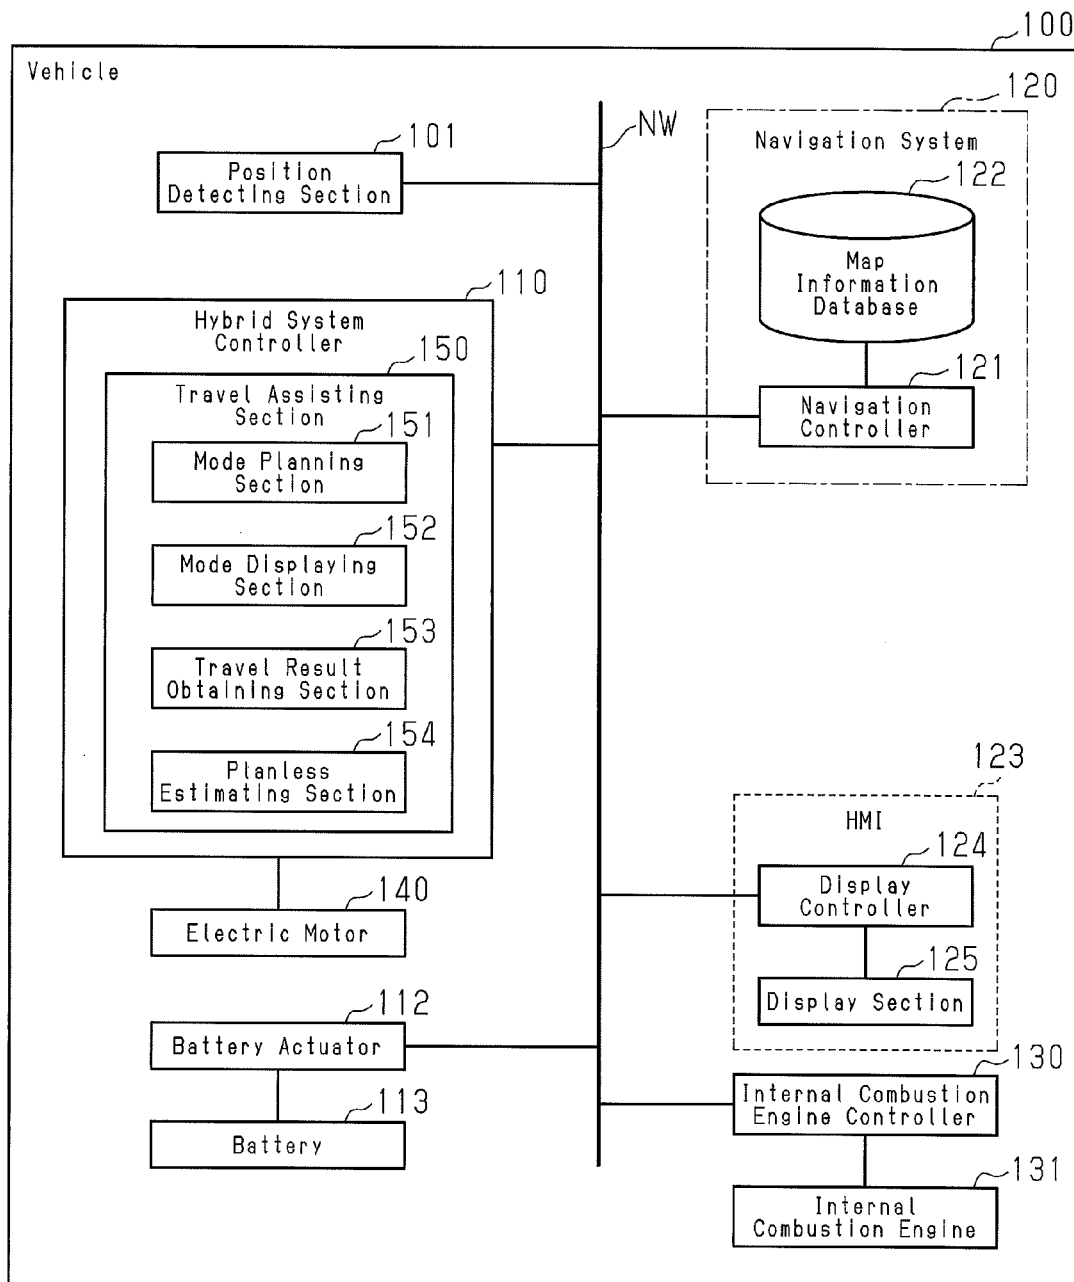 100
Vehicle
120
NW
Navigation System
101
Position
Detecting Section
122
Map
Information
Database
110
Hybrid System
Controller
150
121
Navigation
Controller
Travel Assisting
Section
151
Mode Planning
Section
152
Mode Displaying
Section
153
Travel Result
Obtaining Section
154
Planless
Estimating Section
123
HMI
124
Display
Controller
140
Electric Motor
125
Display Section
112
Battery Actuator
130
Internal Combustion
Engine Controller
113
Battery
131
Internal
Combustion Engine